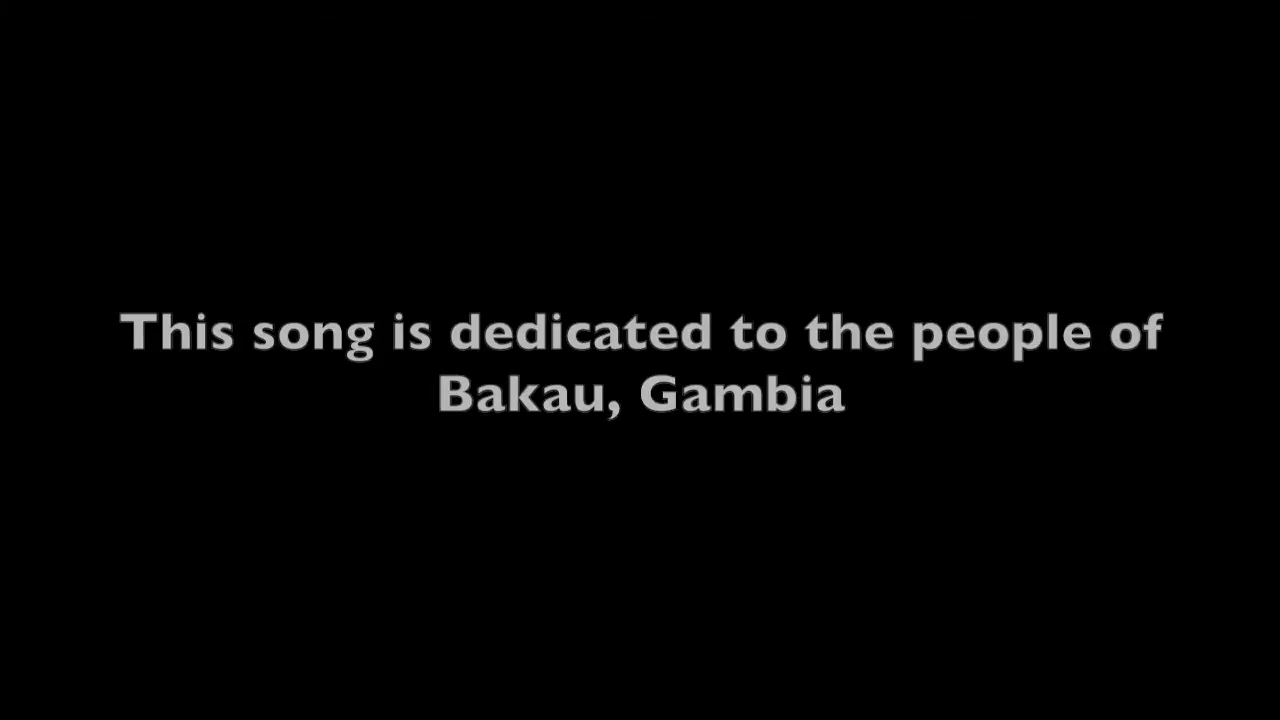 This song is dedicated to the people of
Bakau, Gambia